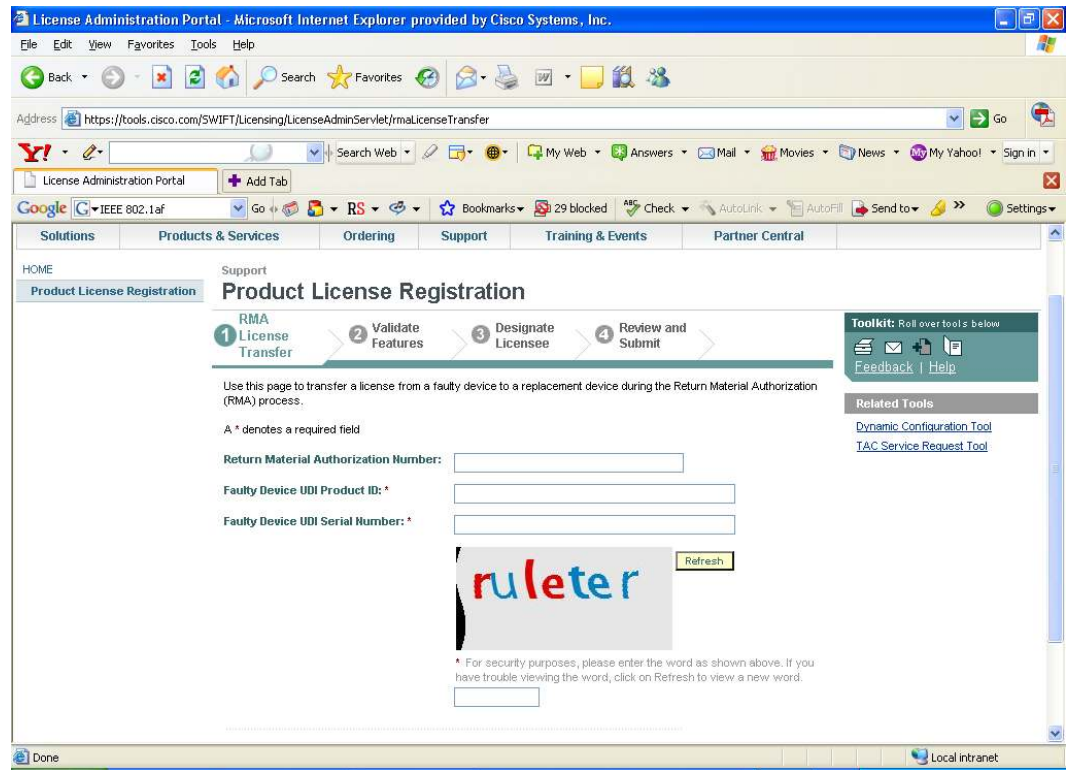 License Administration Portal - Microsoft Internet Explorer provided by Cisco Systems, Inc.
File Edit View Favorites Tools Help
Back Search Favorites
Address https://tools.cisco.com/SWIFT/Licensing/LicenseAdminServlet/rmaLicenseTransfer Go
Y! Search Web My Web Answers Mail Movies News My My Yahoo! Sign in
License Administration Portal Add Tab
Google G IEEE 802.1af Go RS Bookmarks 29 blocked ABC Check AutoLink AutoFill Send to Settings
Solutions Products & Services Ordering Support Training & Events Partner Central
HOME
Product License Registration
Support
Product License Registration
1 RMA License Transfer
2 Validate Features
3 Designate Licensee
4 Review and Submit
Toolkit: Roll over tools below
Feedback | Help
Related Tools
Dynamic Configuration Tool
TAC Service Request Tool
Use this page to transfer a license from a faulty device to a replacement device during the Return Material Authorization
(RMA) process.
A * denotes a required field
Return Material Authorization Number:
Faulty Device UDI Product ID: *
Faulty Device UDI Serial Number: *
ruleter
Refresh
* For security purposes, please enter the word as shown above. If you
have trouble viewing the word, click on Refresh to view a new word.
Done Local intranet